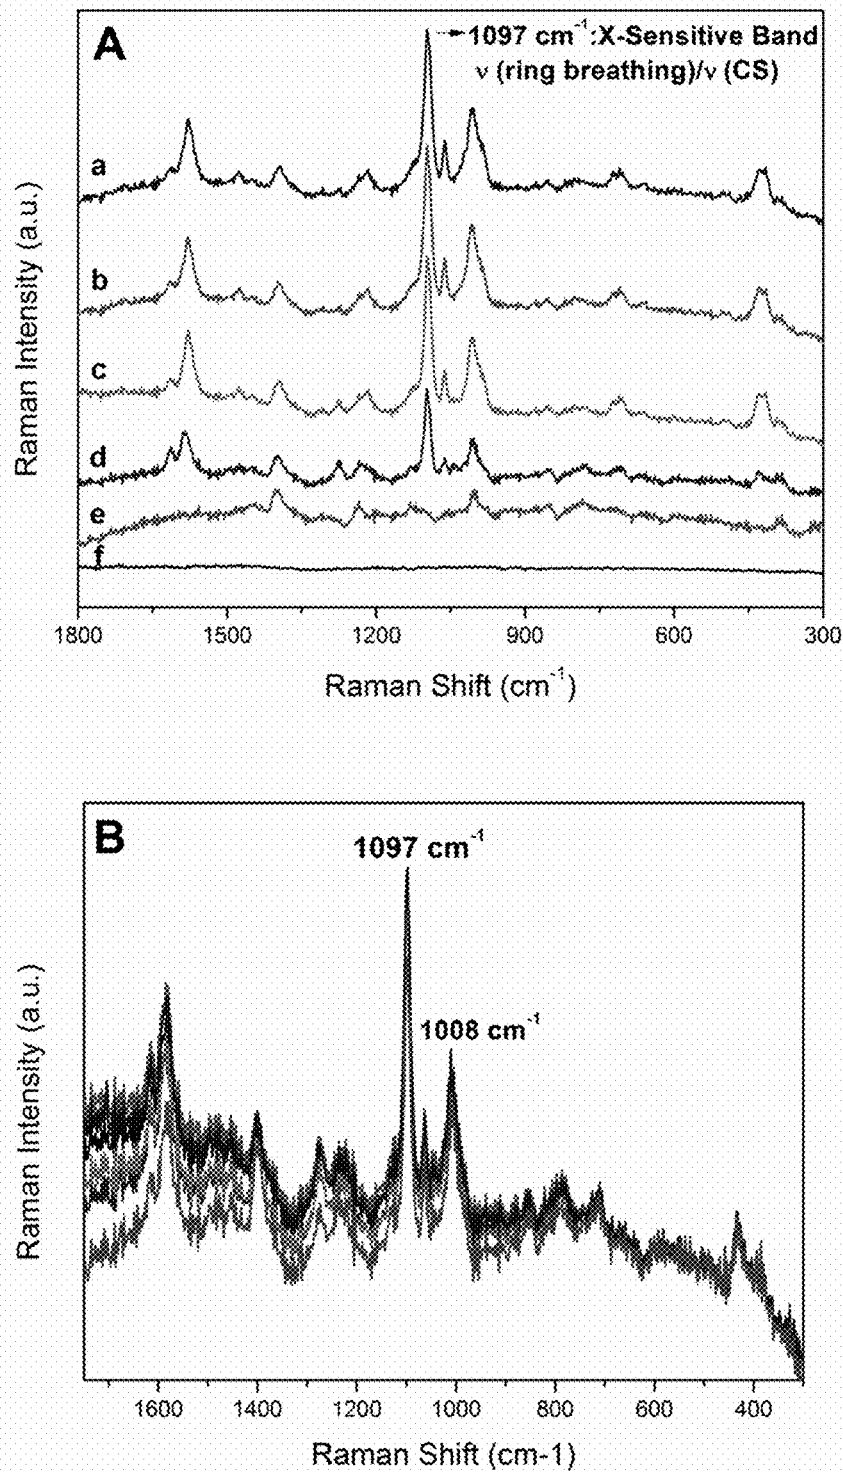 A
1097 cm-1:X-Sensitive Band
ν (ring breathing)/ν (CS)
a
b
c
d
e
f
Raman Intensity (a.u.)
1800 1500 1200 900 600 300
Raman Shift (cm-1)
B
1097 cm-1
1008 cm-1
Raman Intensity (a.u.)
1600 1400 1200 1000 800 600 400
Raman Shift (cm-1)